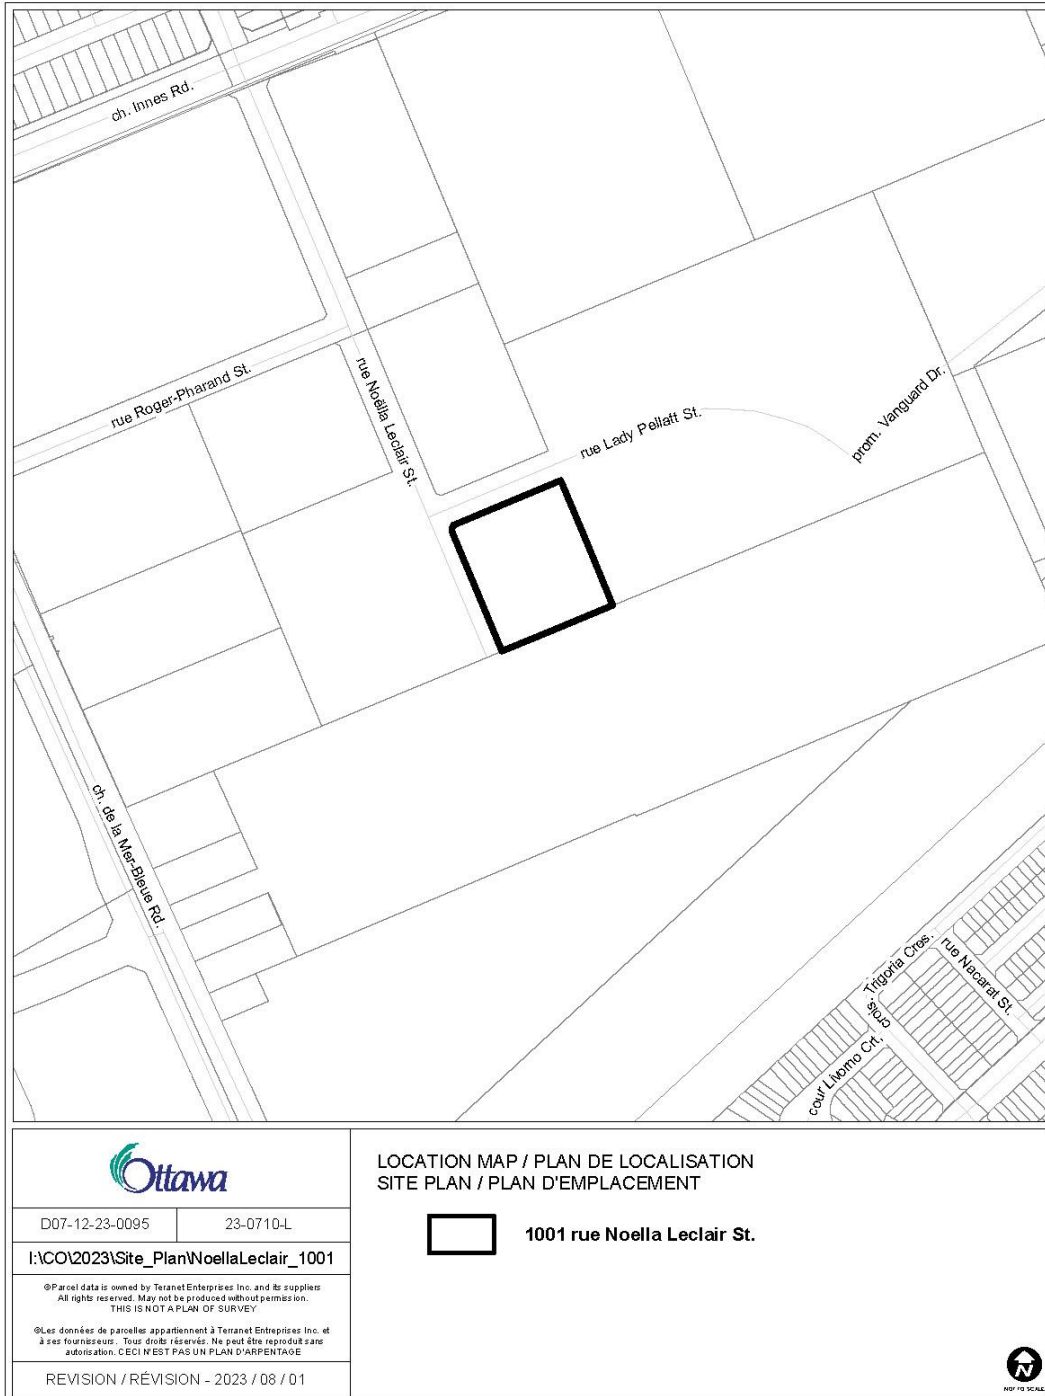 ch. Innes Rd.
rue Roger-Pharand St.
rue Noëlla Leclair St.
rue Lady Pellatt St.
prom. Vanguard Dr.
ch. de la Mer-Bleue Rd.
crois. Trigoria Cres.
rue Nacarat St.
cour Livorno Crt.
Ottawa
D07-12-23-0095
23-0710-L
I:\CO\2023\Site_Plan\NoellaLeclair_1001
©Parcel data is owned by Teranet Enterprises Inc. and its suppliers
All rights reserved. May not be produced without permission.
THIS IS NOT A PLAN OF SURVEY
©Les données de parcelles appartiennent à Terranet Entreprises Inc. et
à ses fournisseurs. Tous droits réservés. Ne peut être reproduit sans
autorisation. CECI N'EST PAS UN PLAN D'ARPENTAGE
REVISION / RÉVISION - 2023 / 08 / 01
LOCATION MAP / PLAN DE LOCALISATION
SITE PLAN / PLAN D'EMPLACEMENT
1001 rue Noella Leclair St.
N
NOT TO SCALE